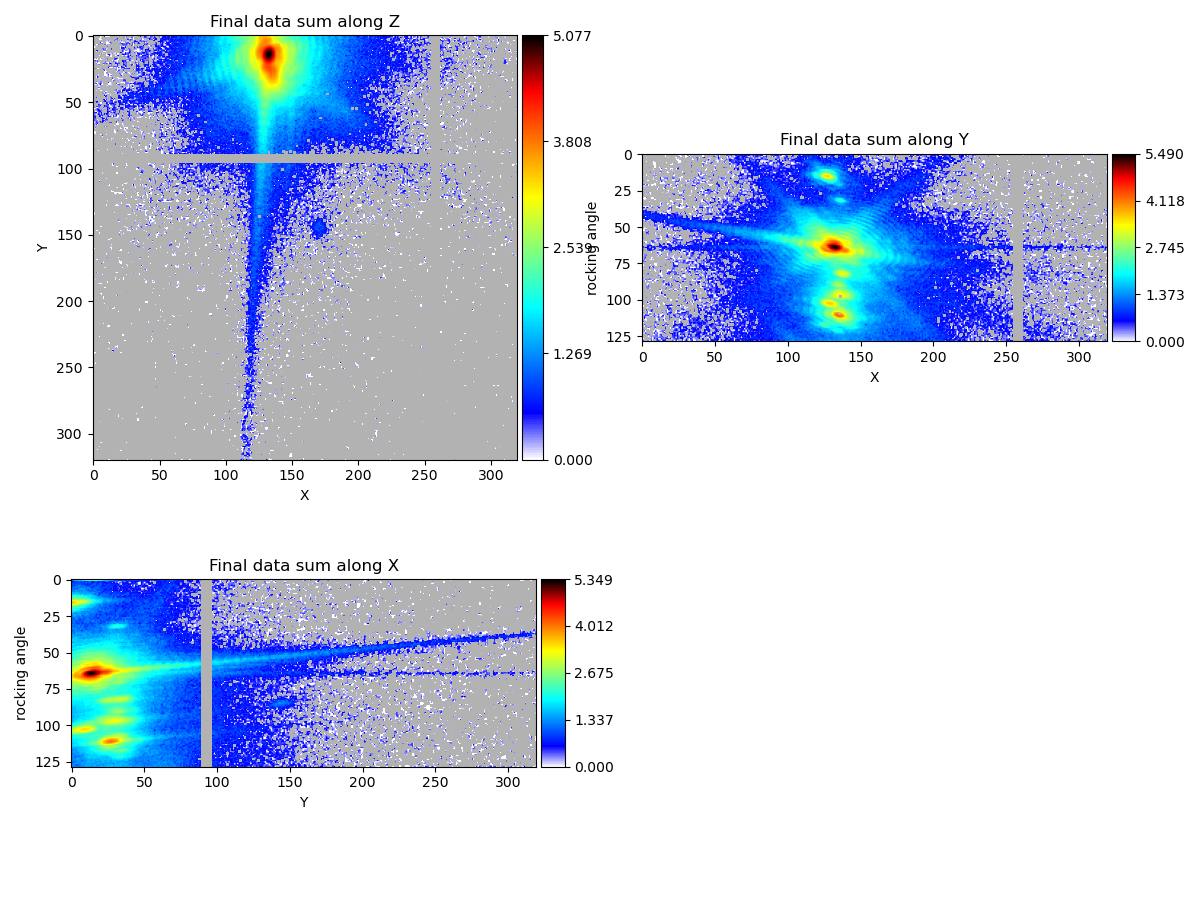 Final data sum along Z
0
50
100
150
200
250
300
Y
0 50 100 150 200 250 300
X
5.077
3.808
2.539
1.269
0.000
Final data sum along Y
0
25
50
75
100
125
rocking angle
0 50 100 150 200 250 300
X
5.490
4.118
2.745
1.373
0.000
Final data sum along X
0
25
50
75
100
125
rocking angle
0 50 100 150 200 250 300
Y
5.349
4.012
2.675
1.337
0.000